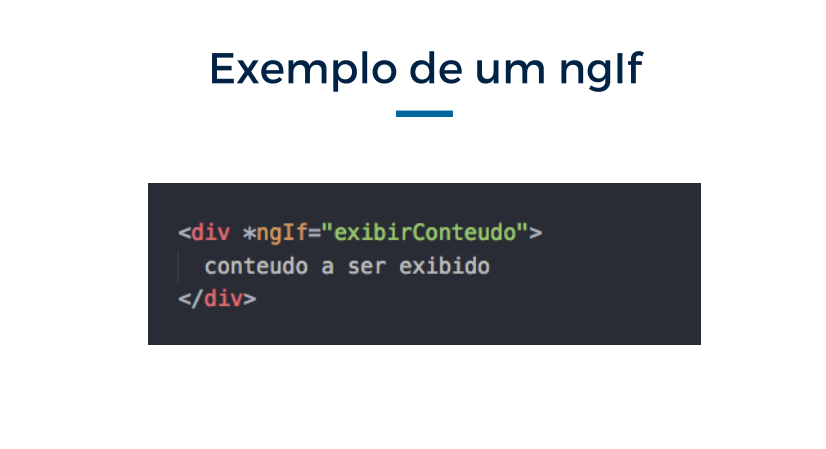 Exemplo de um ngIf
<div *ngIf="exibirConteudo">
conteudo a ser exibido
</div>